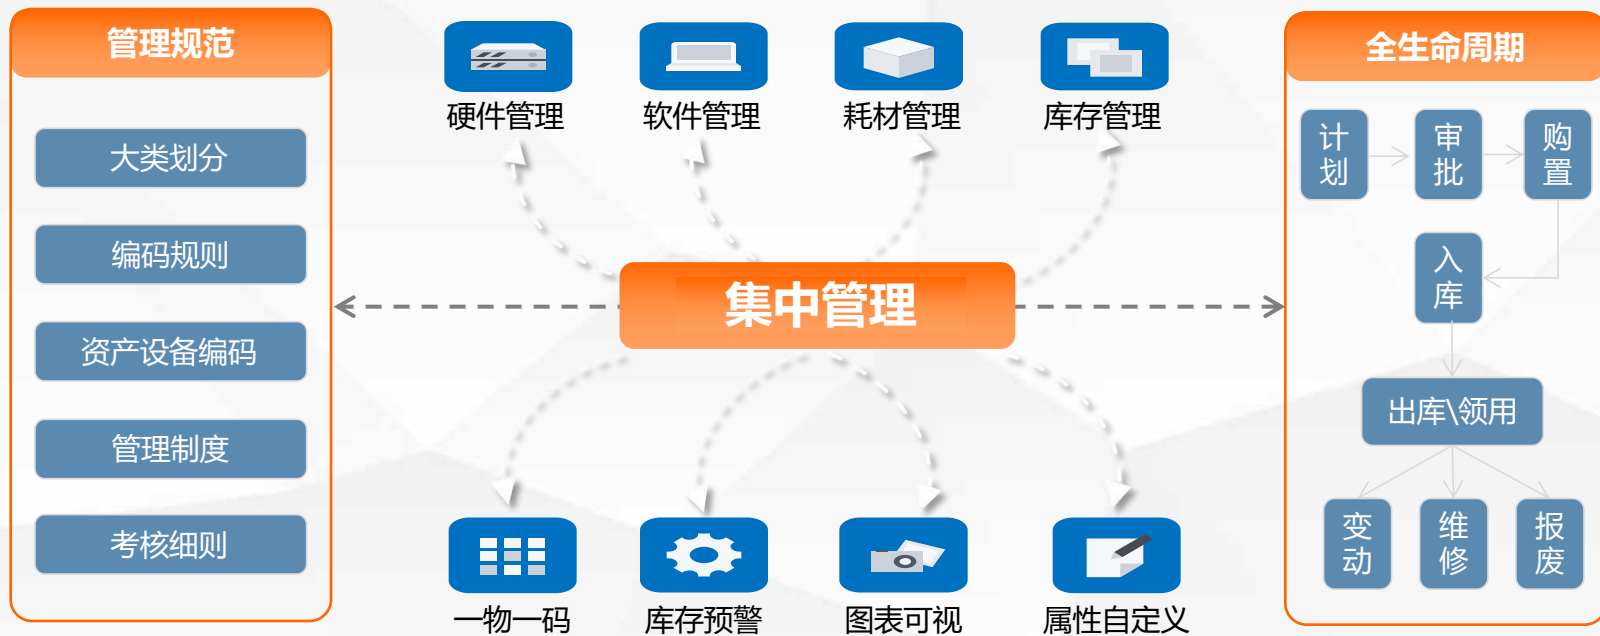 管理规范
大类划分
编码规则
资产设备编码
管理制度
考核细则
硬件管理
软件管理
耗材管理
库存管理
集中管理
一物一码
库存预警
图表可视
属性自定义
全生命周期
计划
审批
购置
入库
出库\领用
变动
维修
报废